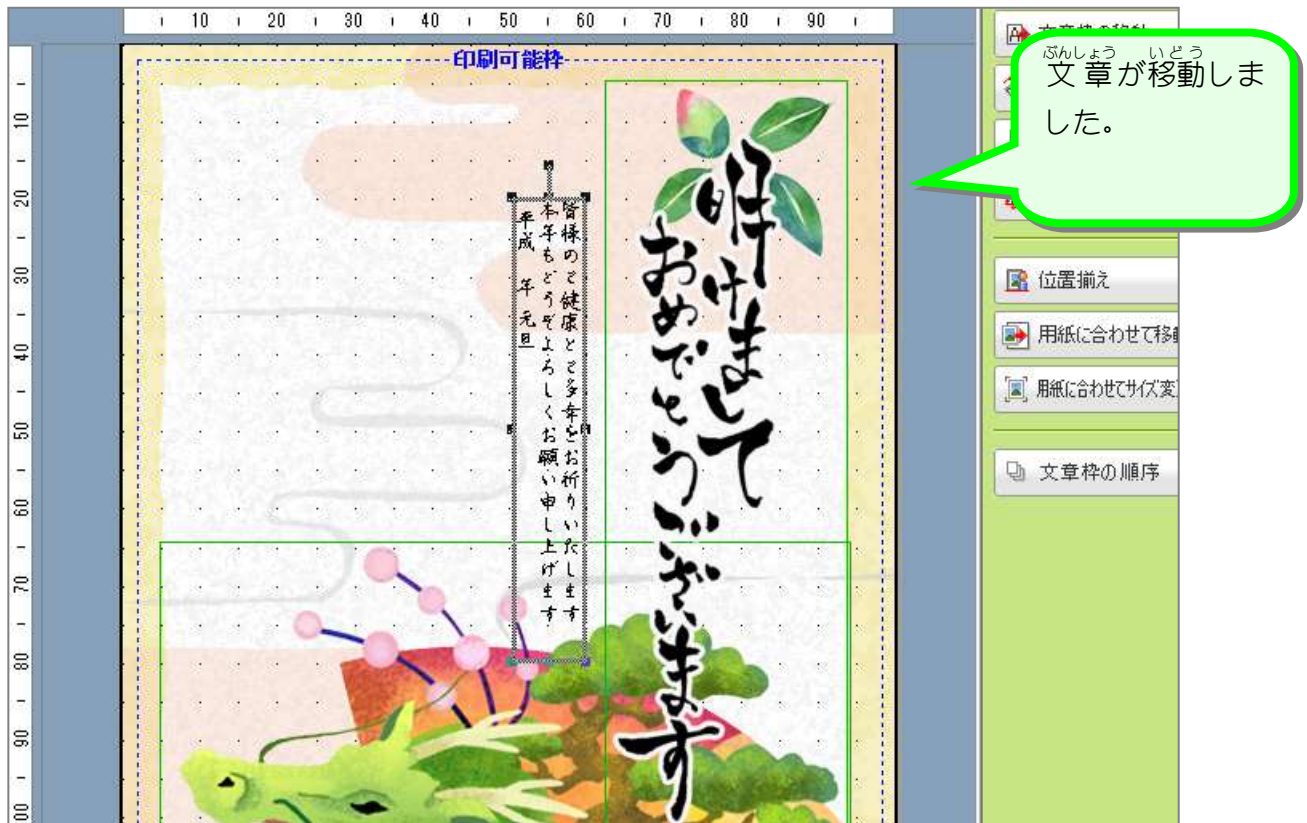 10 20 30 40 50 60 70 80 90
10
20
30
40
50
60
70
80
90
印刷可能枠
明けまして
おめでとうございます
皆様のご健康とご多幸をお祈りいたします
本年もどうぞよろしくお願い申し上げます
平成 年 元旦
ぶんしょう いどう
文章が移動しま
した。
位置揃え
用紙に合わせて移動
用紙に合わせてサイズ変
文章枠の順序